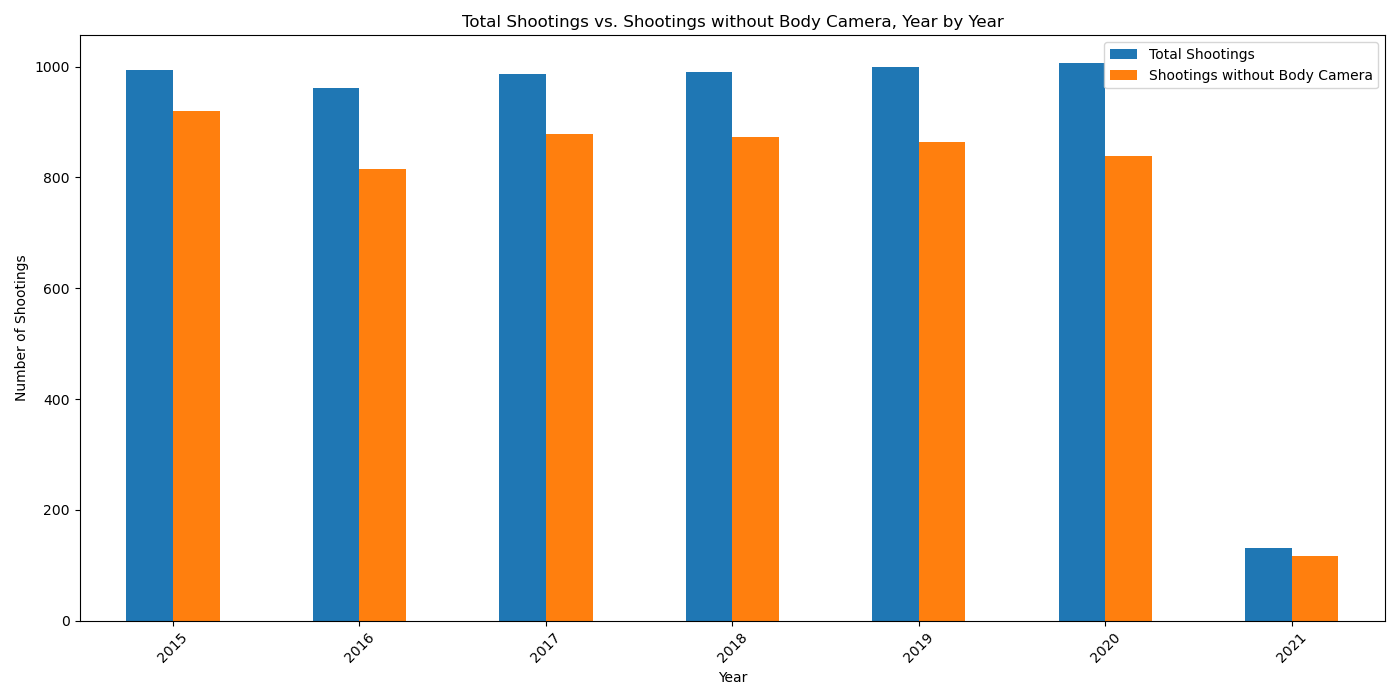 Total Shootings vs. Shootings without Body Camera, Year by Year
Total Shootings
Shootings without Body Camera
Number of Shootings
1000
800
600
400
200
0
2015
2016
2017
2018
2019
2020
2021
Year